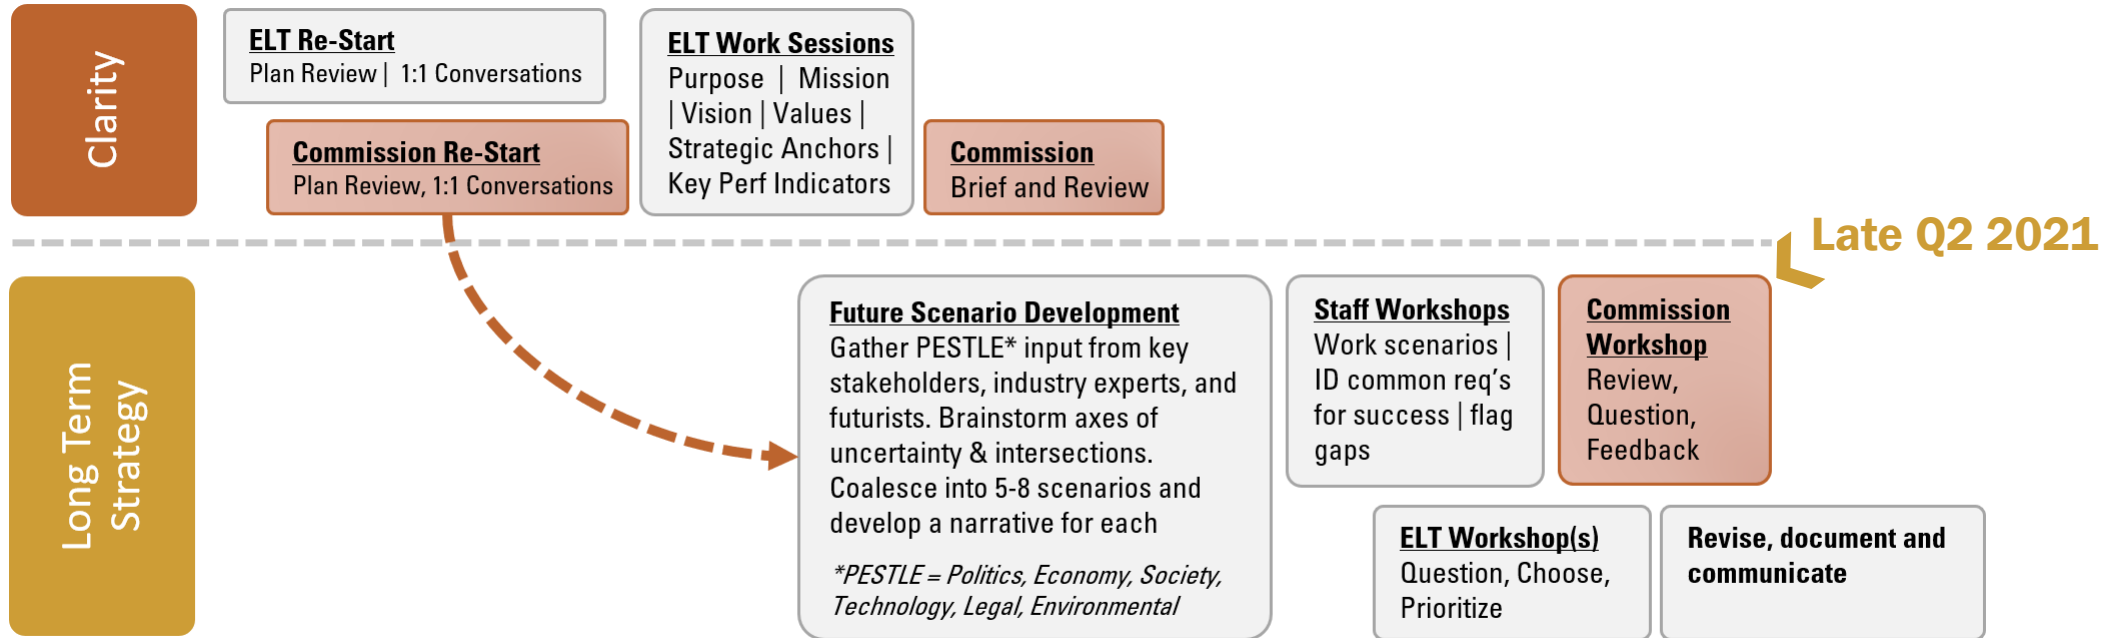 Clarity
ELT Re-Start
Plan Review | 1:1 Conversations
Commission Re-Start
Plan Review, 1:1 Conversations
ELT Work Sessions
Purpose | Mission
| Vision | Values |
Strategic Anchors |
Key Perf Indicators
Commission
Brief and Review
Late Q2 2021
Long Term
Strategy
Future Scenario Development
Gather PESTLE* input from key
stakeholders, industry experts, and
futurists. Brainstorm axes of
uncertainty & intersections.
Coalesce into 5-8 scenarios and
develop a narrative for each
*PESTLE = Politics, Economy, Society,
Technology, Legal, Environmental
Staff Workshops
Work scenarios |
ID common req's
for success | flag
gaps
Commission
Workshop
Review,
Question,
Feedback
ELT Workshop(s)
Question, Choose,
Prioritize
Revise, document and
communicate